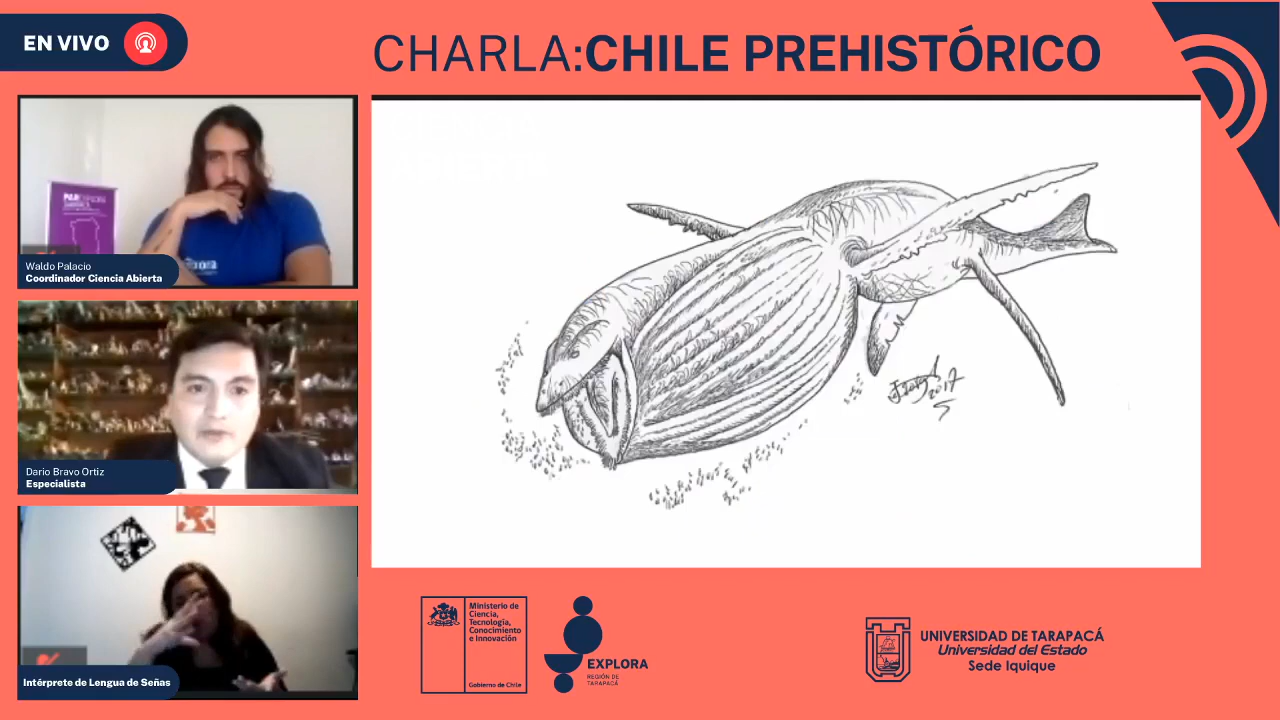 EN VIVO
CHARLA:CHILE PREHISTÓRICO
Waldo Palacio
Coordinador Ciencia Abierta
Dario Bravo Ortiz
Especialista
Intérprete de Lengua de Señas
2017
Ministerio de
Ciencia,
Tecnología,
Conocimiento
e Innovación
Gobierno de Chile
EXPLORA
REGIÓN DE
TARAPACÁ
UNIVERSIDAD DE TARAPACÁ
Universidad del Estado
Sede Iquique